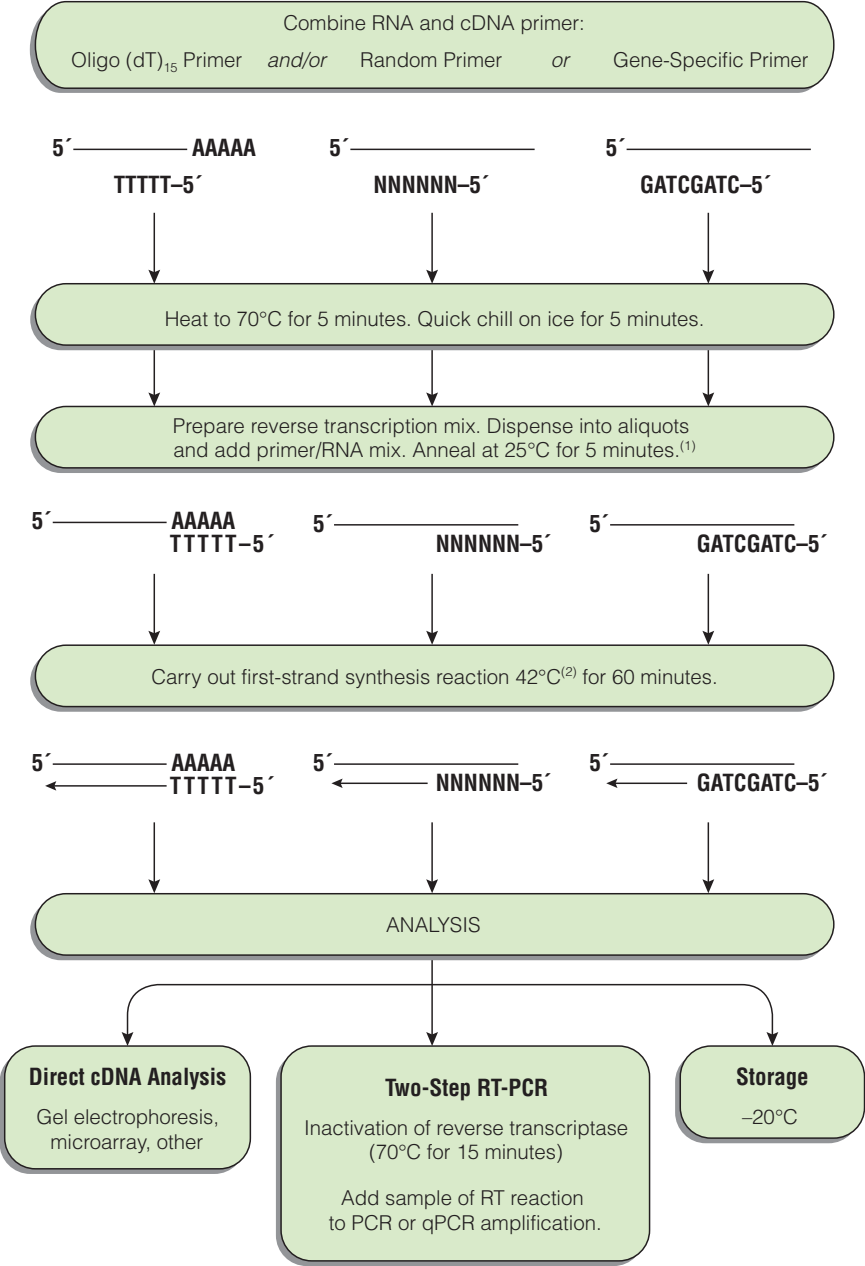 Combine RNA and cDNA primer:
Oligo (dT)₁₅ Primer and/or Random Primer or Gene-Specific Primer
5´ AAAAA 5´ 5´
TTTTT–5´ NNNNNN–5´ GATCGATC–5´
Heat to 70°C for 5 minutes. Quick chill on ice for 5 minutes.
Prepare reverse transcription mix. Dispense into aliquots
and add primer/RNA mix. Anneal at 25°C for 5 minutes.⁽¹⁾
5´ AAAAA 5´ 5´
TTTTT–5´ NNNNNN–5´ GATCGATC–5´
Carry out first-strand synthesis reaction 42°C⁽²⁾ for 60 minutes.
5´ AAAAA 5´ 5´
TTTTT–5´ NNNNNN–5´ GATCGATC–5´
ANALYSIS
Direct cDNA Analysis
Gel electrophoresis,
microarray, other
Two-Step RT-PCR
Inactivation of reverse transcriptase
(70°C for 15 minutes)
Add sample of RT reaction
to PCR or qPCR amplification.
Storage
–20°C